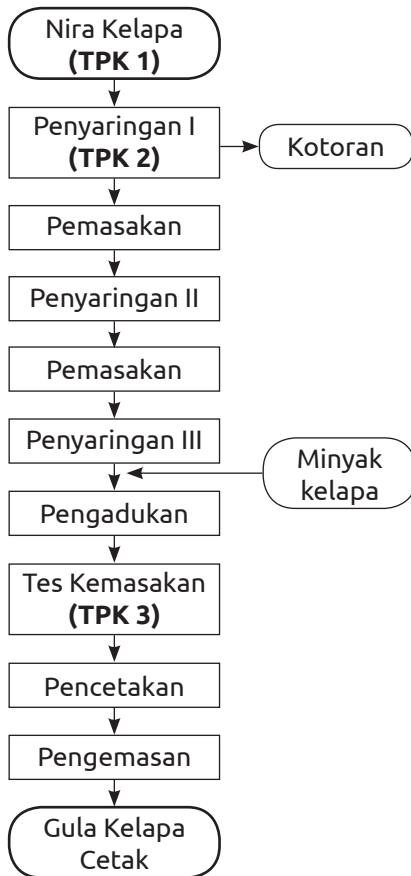 Nira Kelapa
(TPK 1)
Penyaringan I
(TPK 2)
Kotoran
Pemasakan
Penyaringan II
Pemasakan
Penyaringan III
Minyak
kelapa
Pengadukan
Tes Kemasakan
(TPK 3)
Pencetakan
Pengemasan
Gula Kelapa
Cetak